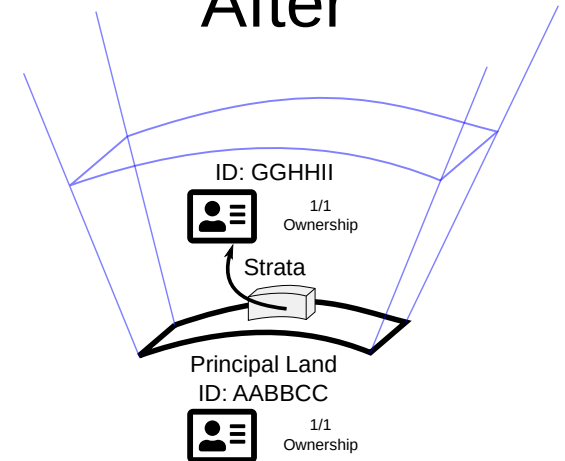 After
ID: GGHHII
1/1
Ownership
Strata
Principal Land
ID: AABBCC
1/1
Ownership